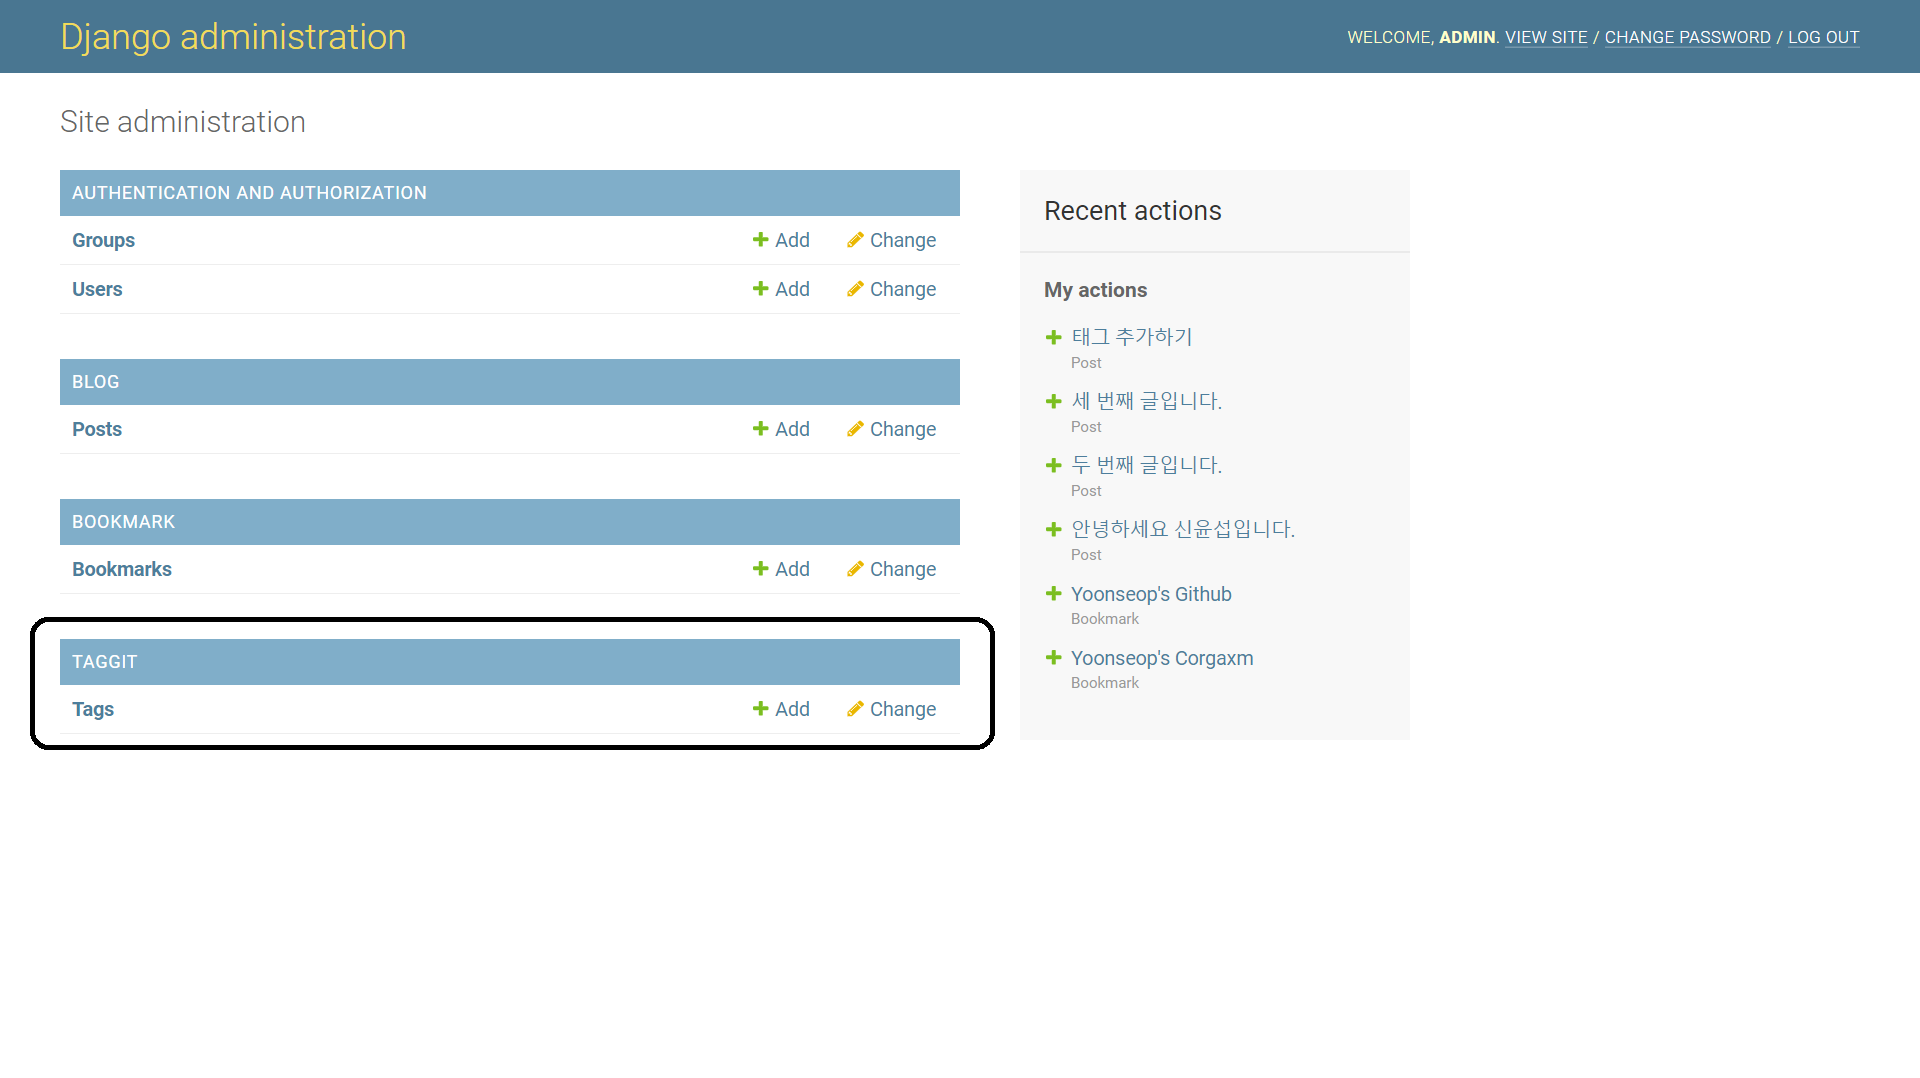 Django administration
WELCOME, ADMIN. VIEW SITE / CHANGE PASSWORD / LOG OUT
Site administration
AUTHENTICATION AND AUTHORIZATION
Groups Add Change
Users Add Change
BLOG
Posts Add Change
BOOKMARK
Bookmarks Add Change
TAGGIT
Tags Add Change
Recent actions
My actions
태그 추가하기
Post
세 번째 글입니다.
Post
두 번째 글입니다.
Post
안녕하세요 신윤섭입니다.
Post
Yoonseop's Github
Bookmark
Yoonseop's Corgaxm
Bookmark